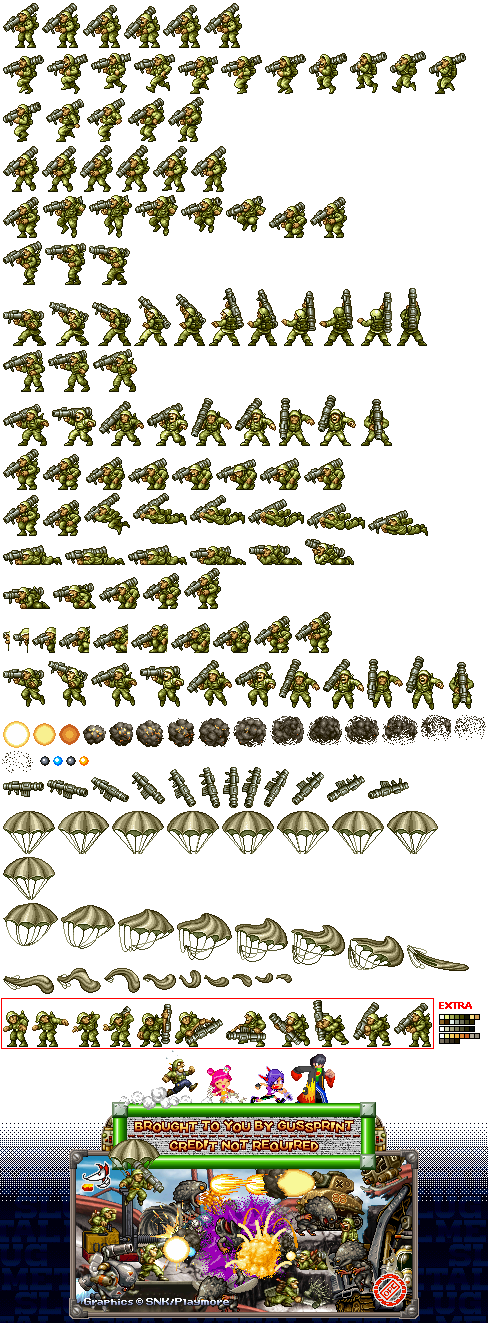 EXTRA
BROUGHT TO YOU BY GUSSPRINT
CREDIT NOT REQUIRED
Graphics © SNK/Playmore